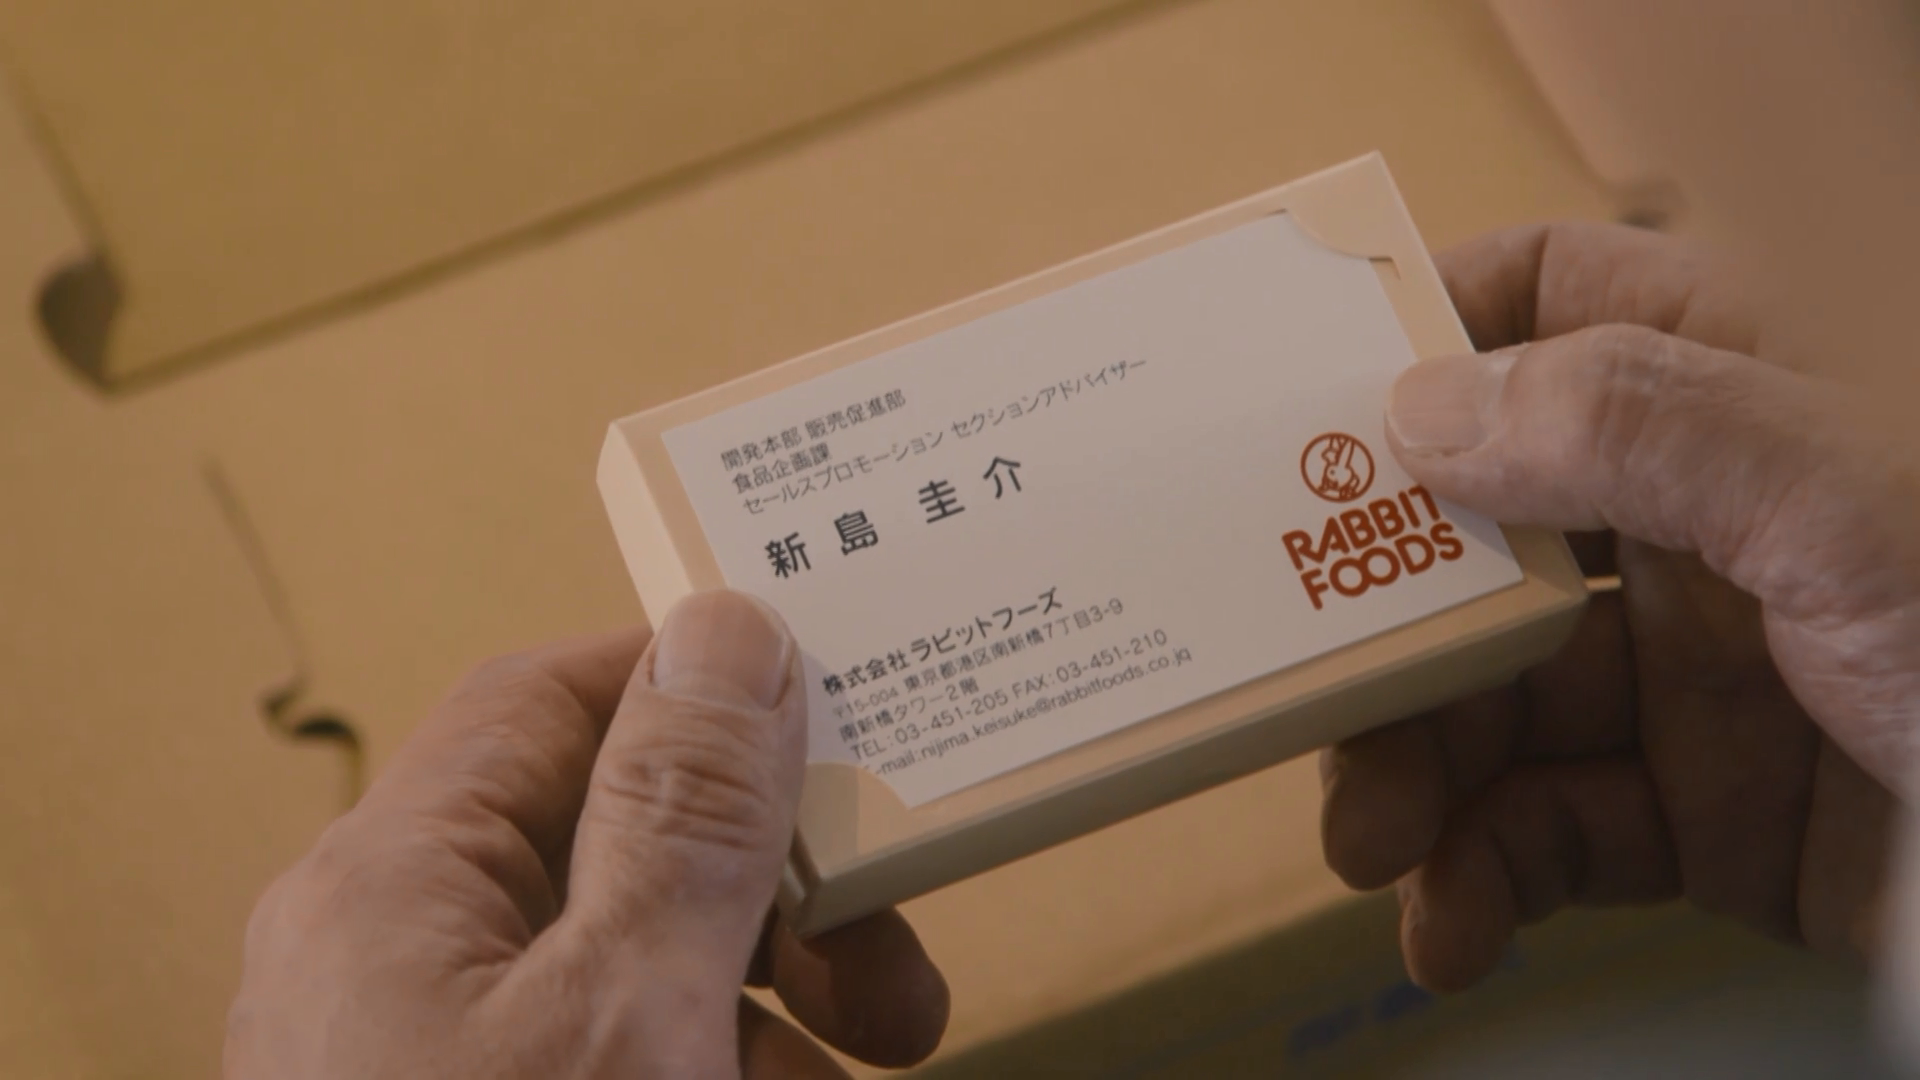 開発本部 販売促進部
食品企画課
セールスプロモーション セクションアドバイザー
新島 圭介
株式会社ラビットフーズ
〒15-004 東京都港区南新橋7丁目3-9
南新橋タワー2階
TEL:03-451-205 FAX:03-451-210
E-mail:nijima.keisuke@rabbitfoods.co.jq
RABBIT
FOODS